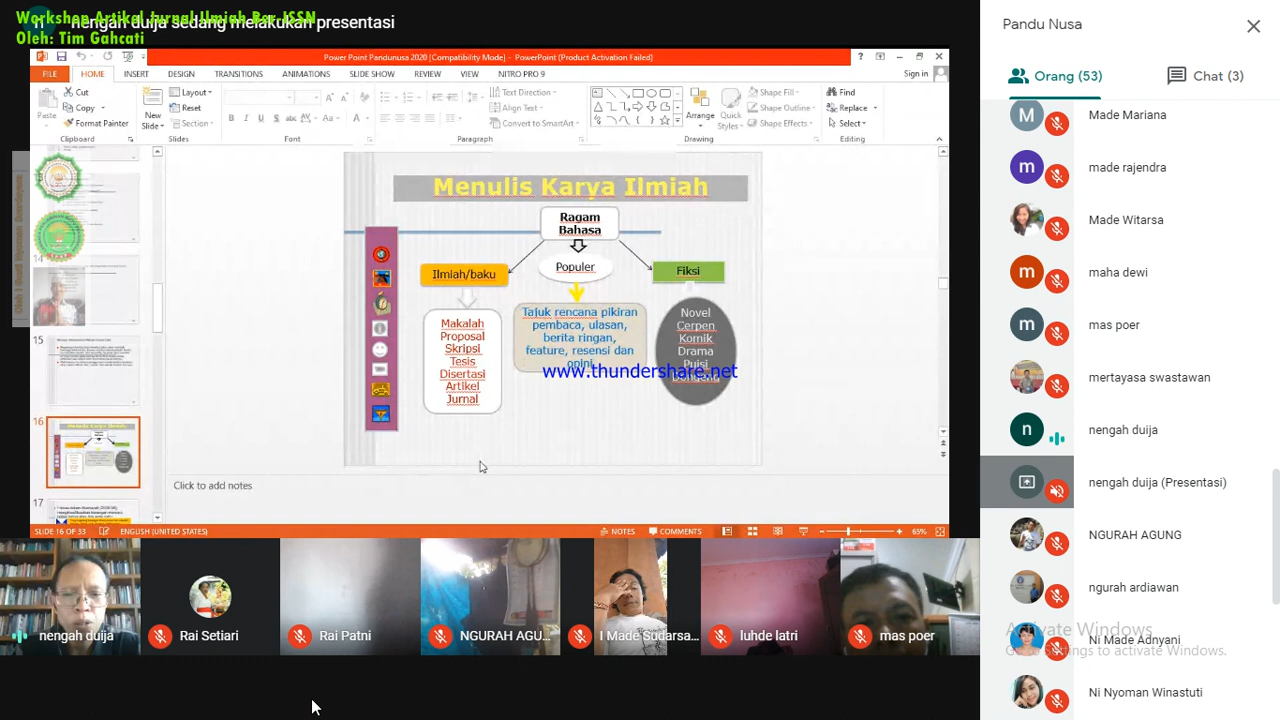 Workshop Artikel Jurnal Ilmiah Ber-ISSN
Oleh: Tim Gahcati
n nengah duija sedang melakukan presentasi
Power Point Pandunusa 2020 [Compatibility Mode] - PowerPoint (Product Activation Failed)
FILE HOME INSERT DESIGN TRANSITIONS ANIMATIONS SLIDE SHOW REVIEW VIEW NITRO PRO 9 Sign in
Paste
Cut
Copy
Format Painter
Clipboard
New Slide
Layout
Reset
Section
Slides
Font
Text Direction
Align Text
Convert to SmartArt
Paragraph
Arrange
Quick Styles
Shape Fill
Shape Outline
Shape Effects
Drawing
Find
Replace
Select
Editing
14
15
16
17
Menulis Karya Ilmiah
Ragam
Bahasa
Ilmiah/baku
Populer
Fiksi
Makalah
Proposal
Skripsi
Tesis
Disertasi
Artikel
Jurnal
Tajuk rencana pikiran
pembaca, ulasan,
berita ringan,
feature, resensi dan
opini
Novel
Cerpen
Komik
Drama
Puisi
www.thundershare.net
Click to add notes
SLIDE 16 OF 33 ENGLISH (UNITED STATES) NOTES COMMENTS 65%
nengah duija
Rai Setiari
Rai Patni
NGURAH AGU...
I Made Sudarsa...
luhde latri
mas poer
Pandu Nusa
Orang (53) Chat (3)
M Made Mariana
m made rajendra
Made Witarsa
m maha dewi
m mas poer
mertayasa swastawan
n nengah duija
nengah duija (Presentasi)
NGURAH AGUNG
ngurah ardiawan
Ni Made Adnyani
Ni Nyoman Winastuti
Activate Windows
Go to Settings to activate Windows.